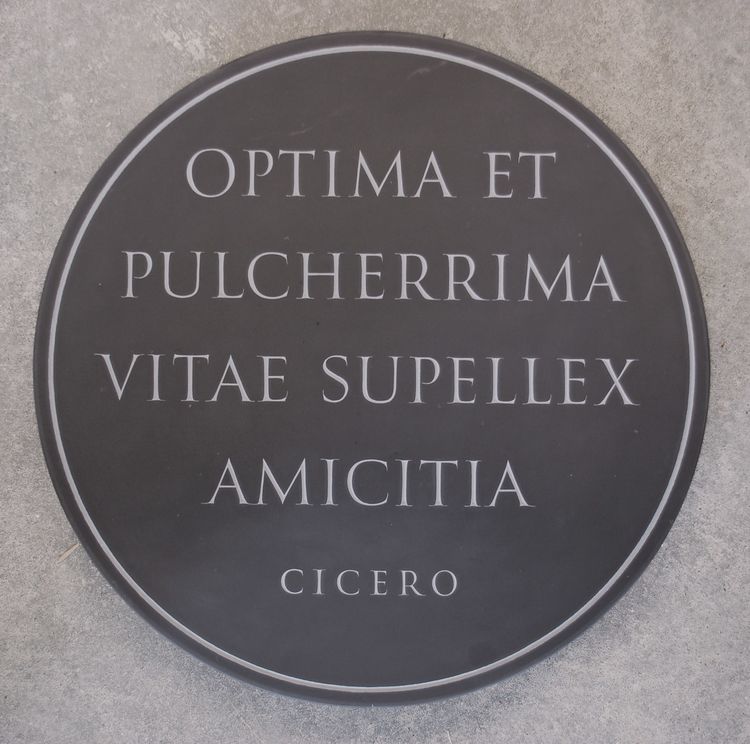 OPTIMA ET
PULCHERRIMA
VITAE SUPELLEX
AMICITIA
CICERO